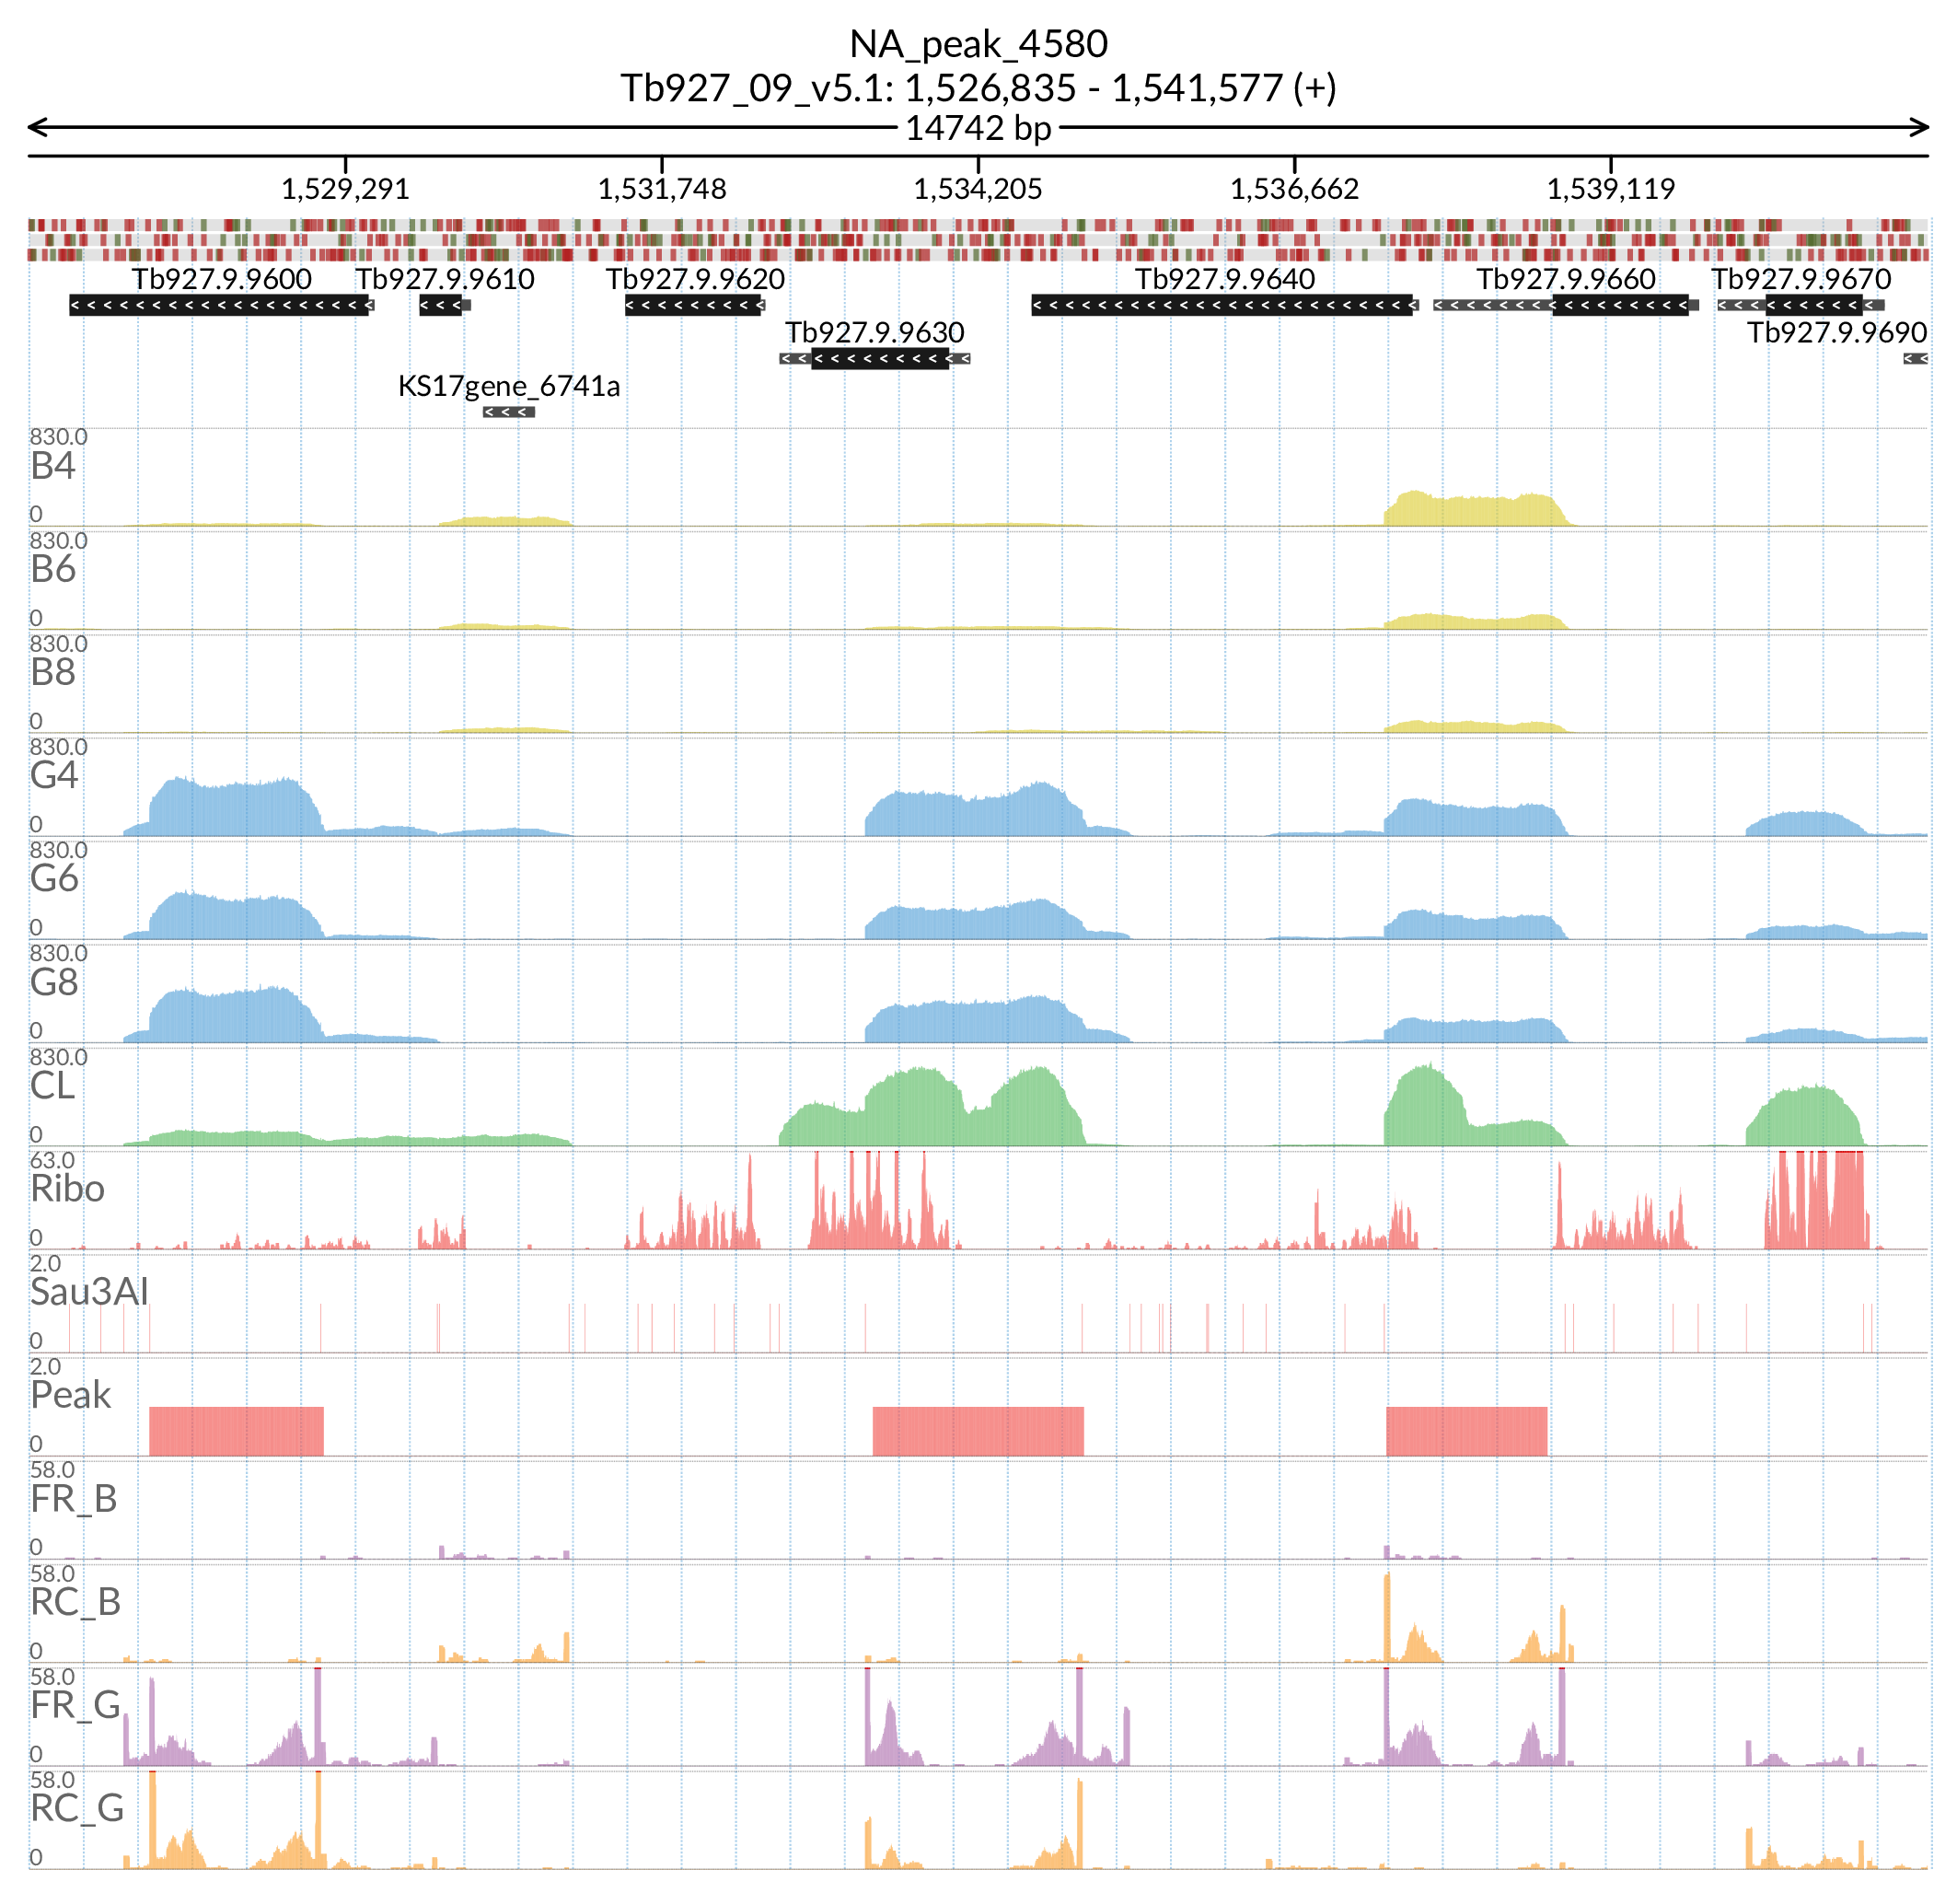 NA_peak_4580
Tb927_09_v5.1: 1,526,835 - 1,541,577 (+)
14742 bp
1,529,291 1,531,748 1,534,205 1,536,662 1,539,119
Tb927.9.9600 Tb927.9.9610 Tb927.9.9620 Tb927.9.9640 Tb927.9.9660 Tb927.9.9670
Tb927.9.9630 Tb927.9.9690
KS17gene_6741a
830.0
B4
0
830.0
B6
0
830.0
B8
0
830.0
G4
0
830.0
G6
0
830.0
G8
0
830.0
CL
0
63.0
Ribo
0
2.0
Sau3AI
0
2.0
Peak
0
58.0
FR_B
0
58.0
RC_B
0
58.0
FR_G
0
58.0
RC_G
0